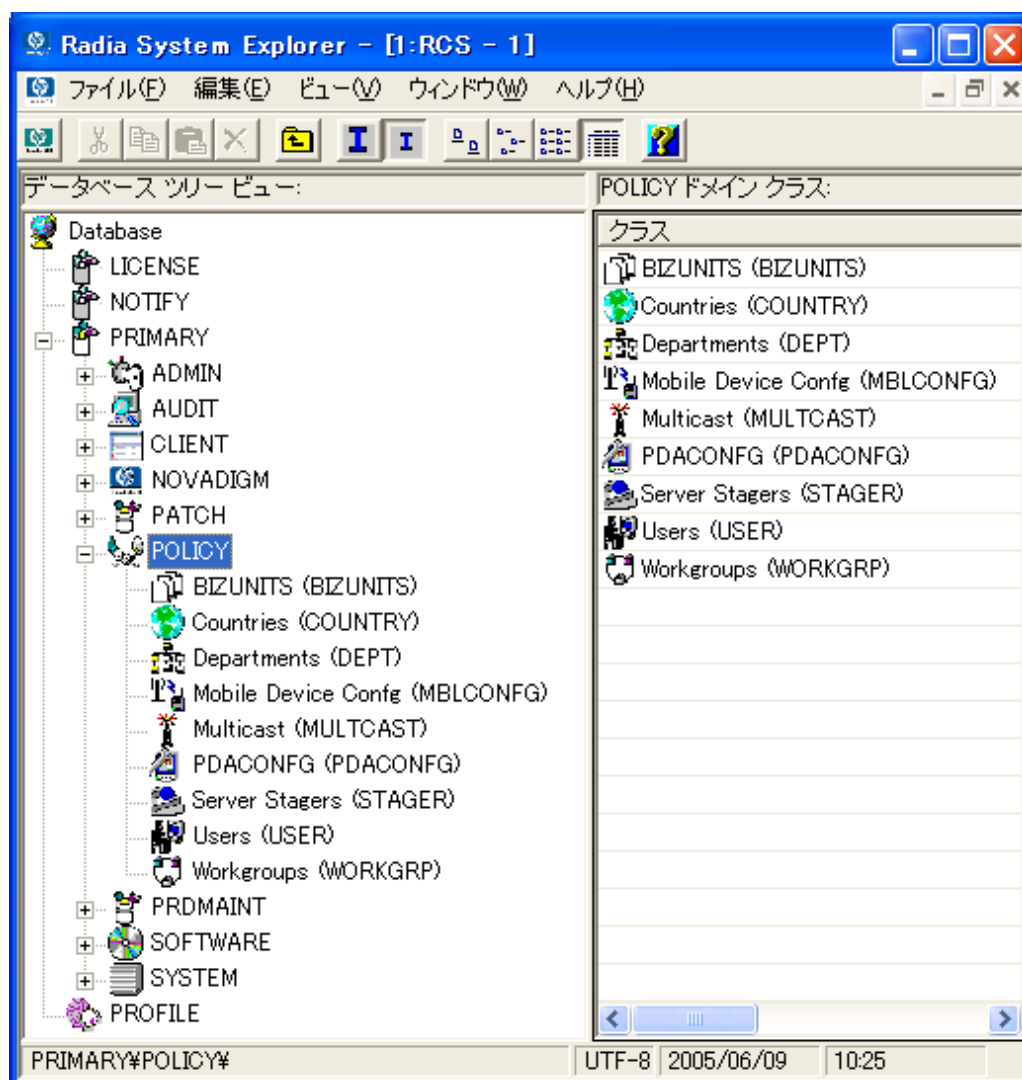 Radia System Explorer - [1:RCS - 1]
ファイル(F) 編集(E) ビュー(V) ウィンドウ(W) ヘルプ(H)
データベース ツリー ビュー:
Database
LICENSE
NOTIFY
PRIMARY
ADMIN
AUDIT
CLIENT
NOVADIGM
PATCH
POLICY
BIZUNITS (BIZUNITS)
Countries (COUNTRY)
Departments (DEPT)
Mobile Device Confg (MBLCONFG)
Multicast (MULTCAST)
PDACONFG (PDACONFG)
Server Stagers (STAGER)
Users (USER)
Workgroups (WORKGRP)
PRDMAINT
SOFTWARE
SYSTEM
PROFILE
POLICY ドメイン クラス:
クラス
BIZUNITS (BIZUNITS)
Countries (COUNTRY)
Departments (DEPT)
Mobile Device Confg (MBLCONFG)
Multicast (MULTCAST)
PDACONFG (PDACONFG)
Server Stagers (STAGER)
Users (USER)
Workgroups (WORKGRP)
PRIMARY¥POLICY¥ UTF-8 2005/06/09 10:25